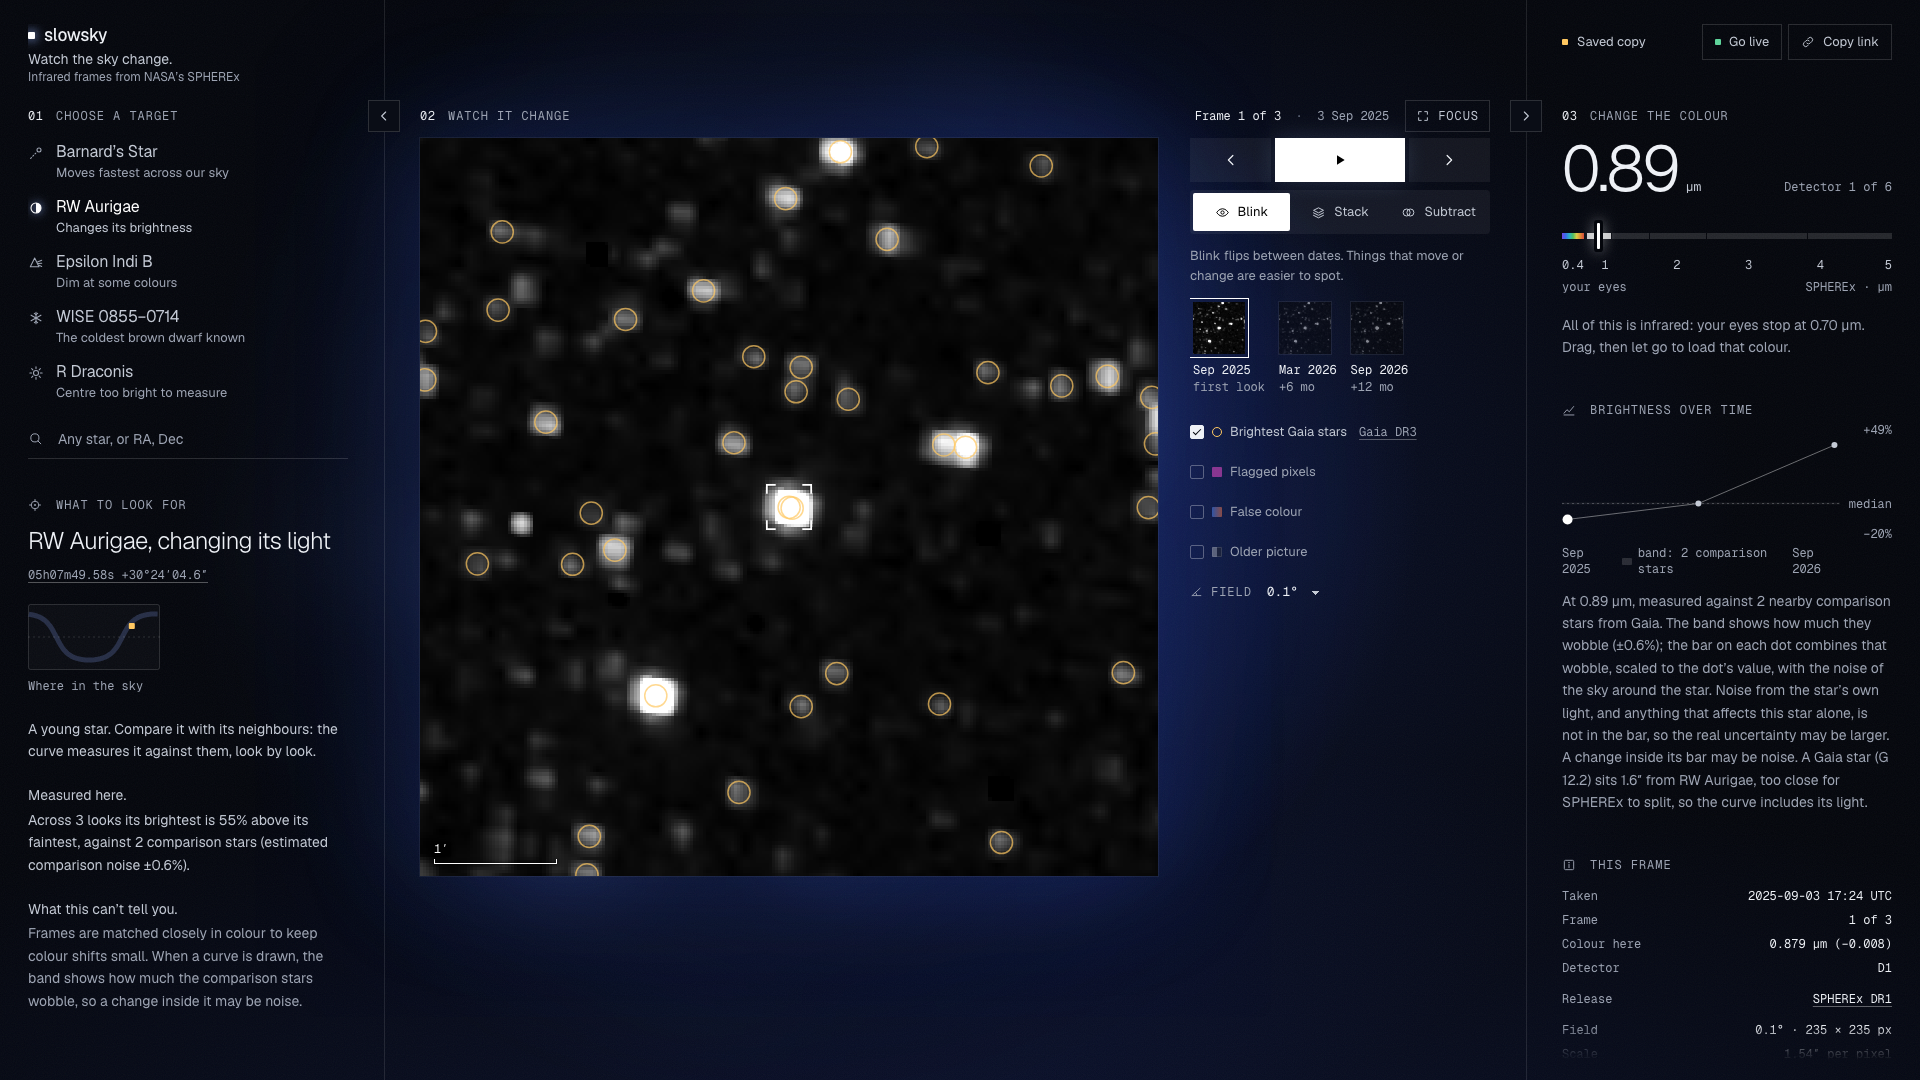 slowsky
Watch the sky change.
Infrared frames from NASA's SPHEREx
01 CHOOSE A TARGET
Barnard's Star
Moves fastest across our sky
RW Aurigae
Changes its brightness
Epsilon Indi B
Dim at some colours
WISE 0855–0714
The coldest brown dwarf known
R Draconis
Centre too bright to measure
Any star, or RA, Dec
WHAT TO LOOK FOR
RW Aurigae, changing its light
05h07m49.58s +30°24′04.6″
Where in the sky
A young star. Compare it with its neighbours: the
curve measures it against them, look by look.
Measured here.
Across 3 looks its brightest is 55% above its
faintest, against 2 comparison stars (estimated
comparison noise ±0.6%).
What this can't tell you.
Frames are matched closely in colour to keep
colour shifts small. When a curve is drawn, the
band shows how much the comparison stars
wobble, so a change inside it may be noise.
02 WATCH IT CHANGE
Frame 1 of 3 · 3 Sep 2025
FOCUS
1′
Blink Stack Subtract
Blink flips between dates. Things that move or
change are easier to spot.
Sep 2025 Mar 2026 Sep 2026
first look +6 mo +12 mo
Brightest Gaia stars Gaia DR3
Flagged pixels
False colour
Older picture
FIELD 0.1°
Saved copy Go live Copy link
03 CHANGE THE COLOUR
0.89 µm Detector 1 of 6
0.4 1 2 3 4 5
your eyes SPHEREx · µm
All of this is infrared: your eyes stop at 0.70 µm.
Drag, then let go to load that colour.
BRIGHTNESS OVER TIME
+49%
median
−20%
Sep 2025
band: 2 comparison stars
Sep 2026
At 0.89 µm, measured against 2 nearby comparison
stars from Gaia. The band shows how much they
wobble (±0.6%); the bar on each dot combines that
wobble, scaled to the dot's value, with the noise of
the sky around the star. Noise from the star's own
light, and anything that affects this star alone, is
not in the bar, so the real uncertainty may be larger.
A change inside its bar may be noise. A Gaia star (G
12.2) sits 1.6″ from RW Aurigae, too close for
SPHEREx to split, so the curve includes its light.
THIS FRAME
Taken 2025-09-03 17:24 UTC
Frame 1 of 3
Colour here 0.879 µm (−0.008)
Detector D1
Release SPHEREx DR1
Field 0.1° · 235 × 235 px
Scale 1.54″ per pixel